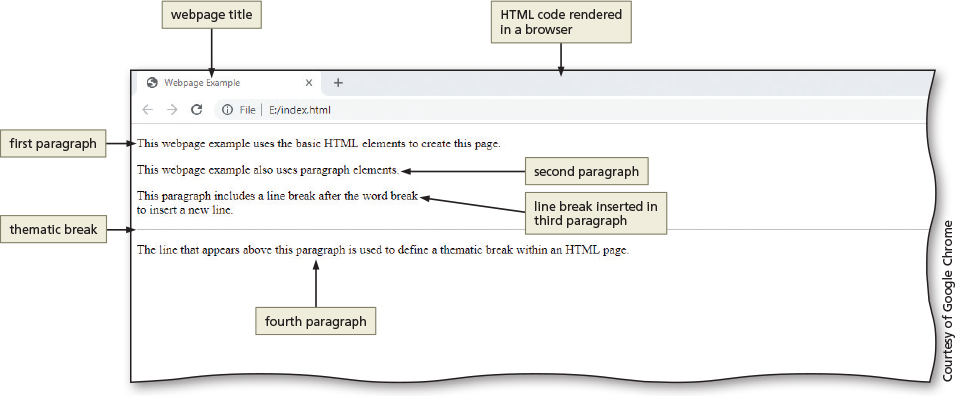 webpage title
HTML code rendered
in a browser
Webpage Example
File | E:/index.html
first paragraph
This webpage example uses the basic HTML elements to create this page.
This webpage example also uses paragraph elements.
second paragraph
This paragraph includes a line break after the word break
to insert a new line.
line break inserted in
third paragraph
thematic break
The line that appears above this paragraph is used to define a thematic break within an HTML page.
fourth paragraph
Courtesy of Google Chrome